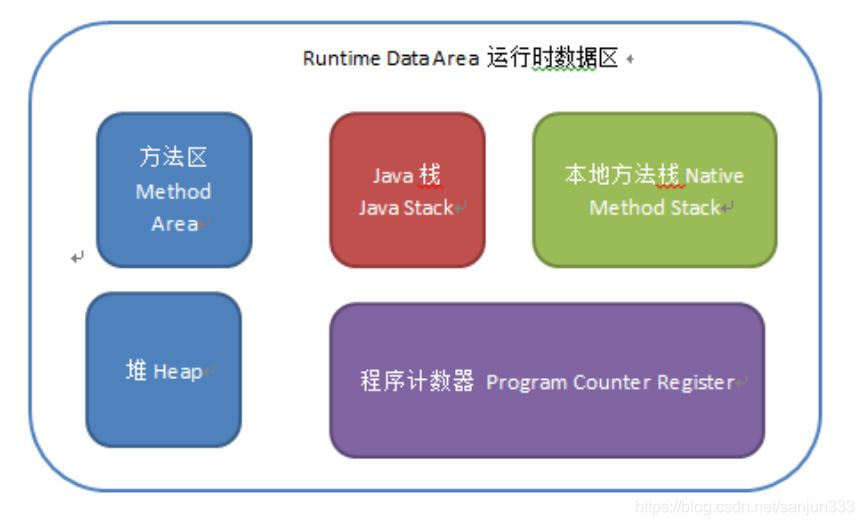 Runtime Data Area 运行时数据区
方法区
Method
Area
Java 栈
Java Stack
本地方法栈 Native
Method Stack
堆 Heap
程序计数器 Program Counter Register
https://blog.csdn.net/sanjun333